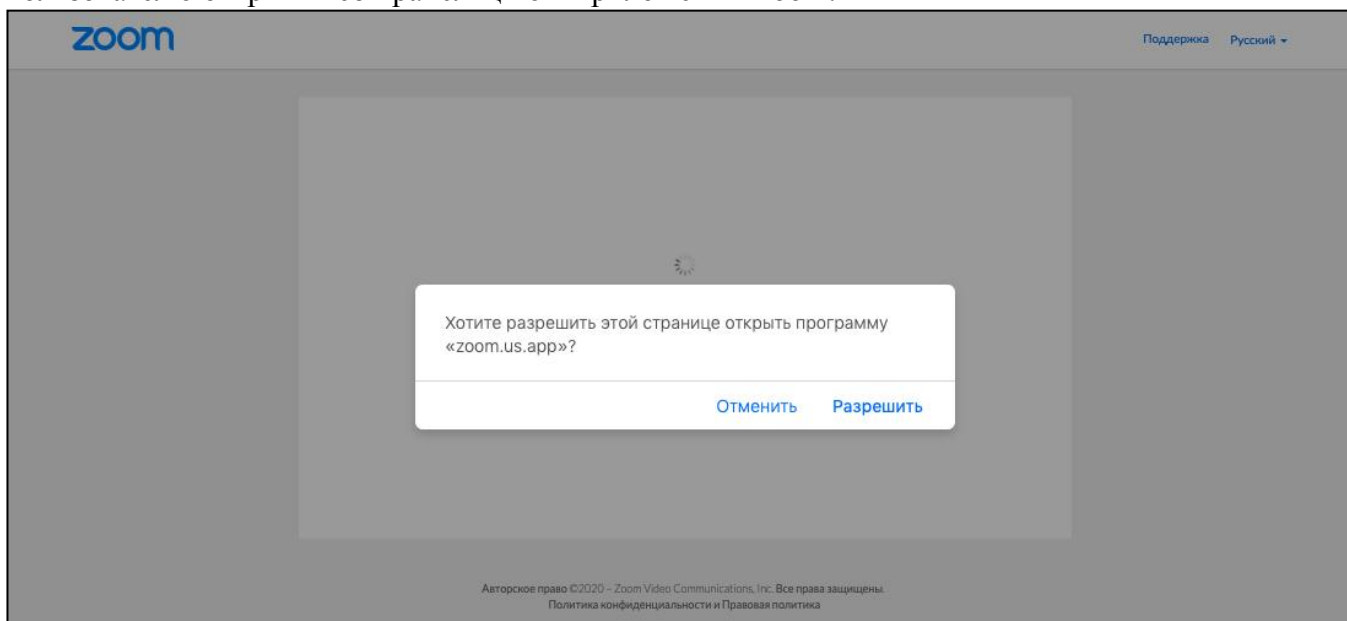 zoom
Поддержка Русский
Хотите разрешить этой странице открыть программу
«zoom.us.app»?
Отменить Разрешить
Авторское право ©2020 – Zoom Video Communications, Inc. Все права защищены.
Политика конфиденциальности и Правовая политика